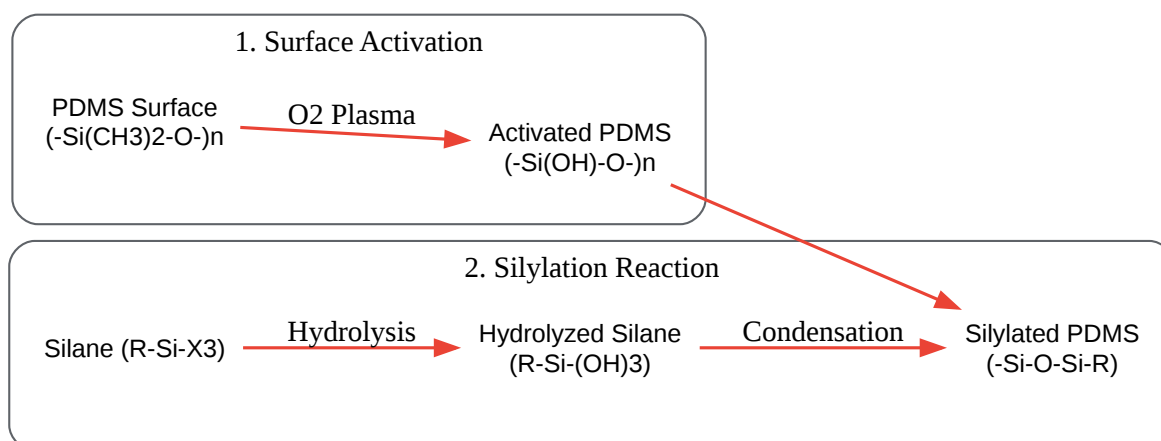 1. Surface Activation
PDMS Surface
(-Si(CH3)2-O-)n
O2 Plasma
Activated PDMS
(-Si(OH)-O-)n
2. Silylation Reaction
Silane (R-Si-X3)
Hydrolysis
Hydrolyzed Silane
(R-Si-(OH)3)
Condensation
Silylated PDMS
(-Si-O-Si-R)